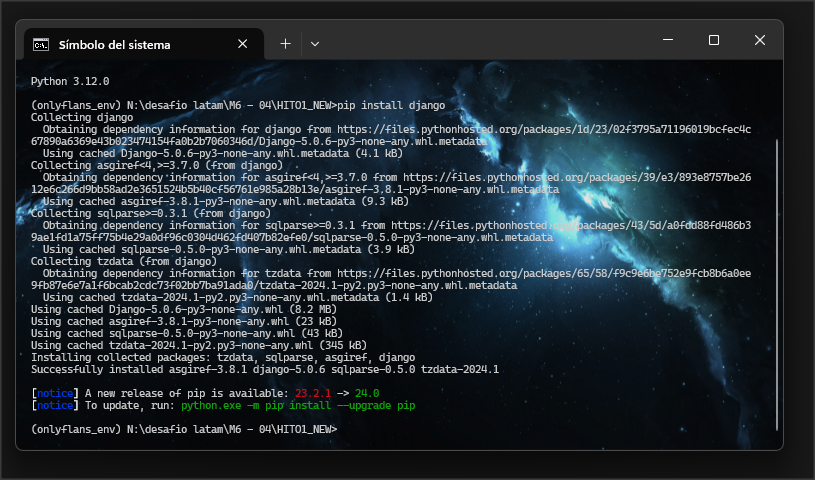 Símbolo del sistema
Python 3.12.0
(onlyflans_env) N:\desafio latam\M6 - 04\HITO1_NEW>pip install django
Collecting django
Obtaining dependency information for django from https://files.pythonhosted.org/packages/1d/23/02f3795a71196019bcfec4c
67890a6369e43b023474154fa0b2b7060346d/Django-5.0.6-py3-none-any.whl.metadata
Using cached Django-5.0.6-py3-none-any.whl.metadata (4.1 kB)
Collecting asgiref<4,>=3.7.0 (from django)
Obtaining dependency information for asgiref<4,>=3.7.0 from https://files.pythonhosted.org/packages/39/e3/893e8757be26
12e6c266d9bb58ad2e3651524b5b40cf56761e985a28b13e/asgiref-3.8.1-py3-none-any.whl.metadata
Using cached asgiref-3.8.1-py3-none-any.whl.metadata (9.3 kB)
Collecting sqlparse>=0.3.1 (from django)
Obtaining dependency information for sqlparse>=0.3.1 from https://files.pythonhosted.org/packages/43/5d/a0fdd88fd486b3
9ae1fd1a75ff75b4e29a0df96c0304d462fd407b82efe0/sqlparse-0.5.0-py3-none-any.whl.metadata
Using cached sqlparse-0.5.0-py3-none-any.whl.metadata (3.9 kB)
Collecting tzdata (from django)
Obtaining dependency information for tzdata from https://files.pythonhosted.org/packages/65/58/f9c9e6be752e9fcb8b6a0ee
9fb87e6e7a1f6bcab2cdc73f02bb7ba91ada0/tzdata-2024.1-py2.py3-none-any.whl.metadata
Using cached tzdata-2024.1-py2.py3-none-any.whl.metadata (1.4 kB)
Using cached Django-5.0.6-py3-none-any.whl (8.2 MB)
Using cached asgiref-3.8.1-py3-none-any.whl (23 kB)
Using cached sqlparse-0.5.0-py3-none-any.whl (43 kB)
Using cached tzdata-2024.1-py2.py3-none-any.whl (345 kB)
Installing collected packages: tzdata, sqlparse, asgiref, django
Successfully installed asgiref-3.8.1 django-5.0.6 sqlparse-0.5.0 tzdata-2024.1
[notice] A new release of pip is available: 23.2.1 -> 24.0
[notice] To update, run: python.exe -m pip install --upgrade pip
(onlyflans_env) N:\desafio latam\M6 - 04\HITO1_NEW>